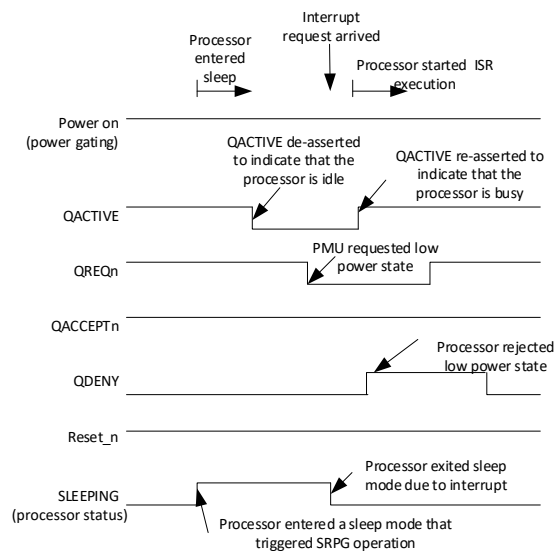 Interrupt
request arrived
Processor
entered
sleep
Processor started ISR
execution
Power on
(power gating)
QACTIVE de-asserted
to indicate that the
processor is idle
QACTIVE re-asserted to
indicate that the
processor is busy
QACTIVE
PMU requested low
power state
QREQn
QACCEPTn
Processor rejected
low power state
QDENY
Reset_n
Processor exited sleep
mode due to interrupt
SLEEPING
(processor status)
Processor entered a sleep mode that
triggered SRPG operation